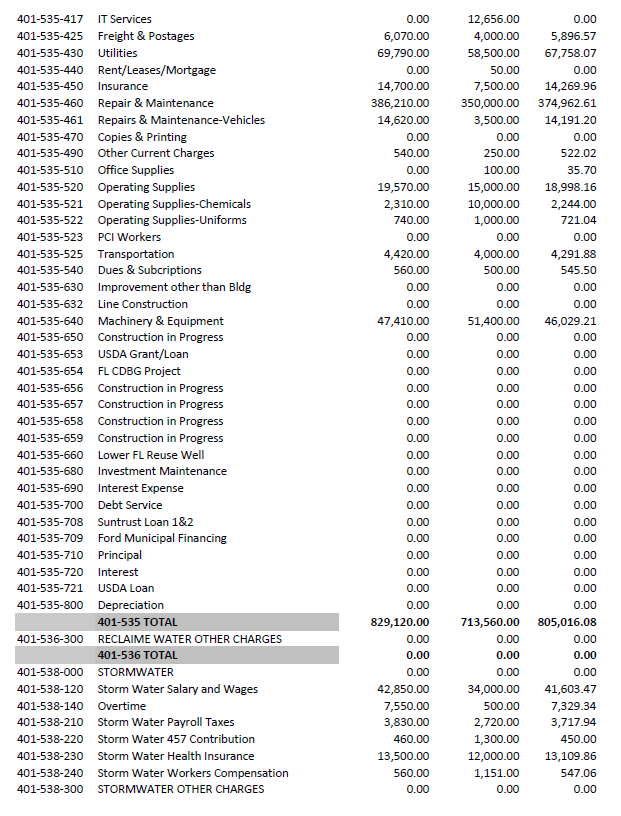 401-535-417 IT Services 0.00 12,656.00 0.00
401-535-425 Freight & Postages 6,070.00 4,000.00 5,896.57
401-535-430 Utilities 69,790.00 58,500.00 67,758.07
401-535-440 Rent/Leases/Mortgage 0.00 50.00 0.00
401-535-450 Insurance 14,700.00 7,500.00 14,269.96
401-535-460 Repair & Maintenance 386,210.00 350,000.00 374,962.61
401-535-461 Repairs & Maintenance-Vehicles 14,620.00 3,500.00 14,191.20
401-535-470 Copies & Printing 0.00 0.00 0.00
401-535-490 Other Current Charges 540.00 250.00 522.02
401-535-510 Office Supplies 0.00 100.00 35.70
401-535-520 Operating Supplies 19,570.00 15,000.00 18,998.16
401-535-521 Operating Supplies-Chemicals 2,310.00 10,000.00 2,244.00
401-535-522 Operating Supplies-Uniforms 740.00 1,000.00 721.04
401-535-523 PCI Workers 0.00 0.00 0.00
401-535-525 Transportation 4,420.00 4,000.00 4,291.88
401-535-540 Dues & Subcriptions 560.00 500.00 545.50
401-535-630 Improvement other than Bldg 0.00 0.00 0.00
401-535-632 Line Construction 0.00 0.00 0.00
401-535-640 Machinery & Equipment 47,410.00 51,400.00 46,029.21
401-535-650 Construction in Progress 0.00 0.00 0.00
401-535-653 USDA Grant/Loan 0.00 0.00 0.00
401-535-654 FL CDBG Project 0.00 0.00 0.00
401-535-656 Construction in Progress 0.00 0.00 0.00
401-535-657 Construction in Progress 0.00 0.00 0.00
401-535-658 Construction in Progress 0.00 0.00 0.00
401-535-659 Construction in Progress 0.00 0.00 0.00
401-535-660 Lower FL Reuse Well 0.00 0.00 0.00
401-535-680 Investment Maintenance 0.00 0.00 0.00
401-535-690 Interest Expense 0.00 0.00 0.00
401-535-700 Debt Service 0.00 0.00 0.00
401-535-708 Suntrust Loan 1&2 0.00 0.00 0.00
401-535-709 Ford Municipal Financing 0.00 0.00 0.00
401-535-710 Principal 0.00 0.00 0.00
401-535-720 Interest 0.00 0.00 0.00
401-535-721 USDA Loan 0.00 0.00 0.00
401-535-800 Depreciation 0.00 0.00 0.00
401-535 TOTAL 829,120.00 713,560.00 805,016.08
401-536-300 RECLAIME WATER OTHER CHARGES 0.00 0.00 0.00
401-536 TOTAL 0.00 0.00 0.00
401-538-000 STORMWATER 0.00 0.00 0.00
401-538-120 Storm Water Salary and Wages 42,850.00 34,000.00 41,603.47
401-538-140 Overtime 7,550.00 500.00 7,329.34
401-538-210 Storm Water Payroll Taxes 3,830.00 2,720.00 3,717.94
401-538-220 Storm Water 457 Contribution 460.00 1,300.00 450.00
401-538-230 Storm Water Health Insurance 13,500.00 12,000.00 13,109.86
401-538-240 Storm Water Workers Compensation 560.00 1,151.00 547.06
401-538-300 STORMWATER OTHER CHARGES 0.00 0.00 0.00